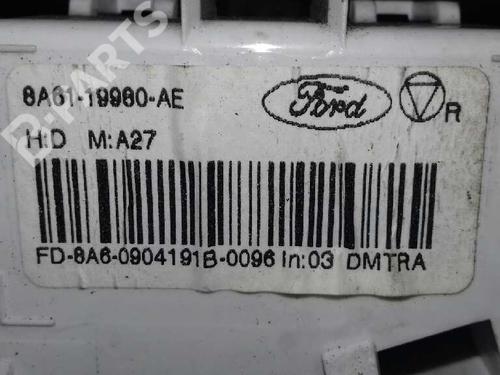 B-PARTS
8A61-19980-AE
Ford
R
H:D M:A27
FD-8A6-0904191B-0096 In:03 DMTRA